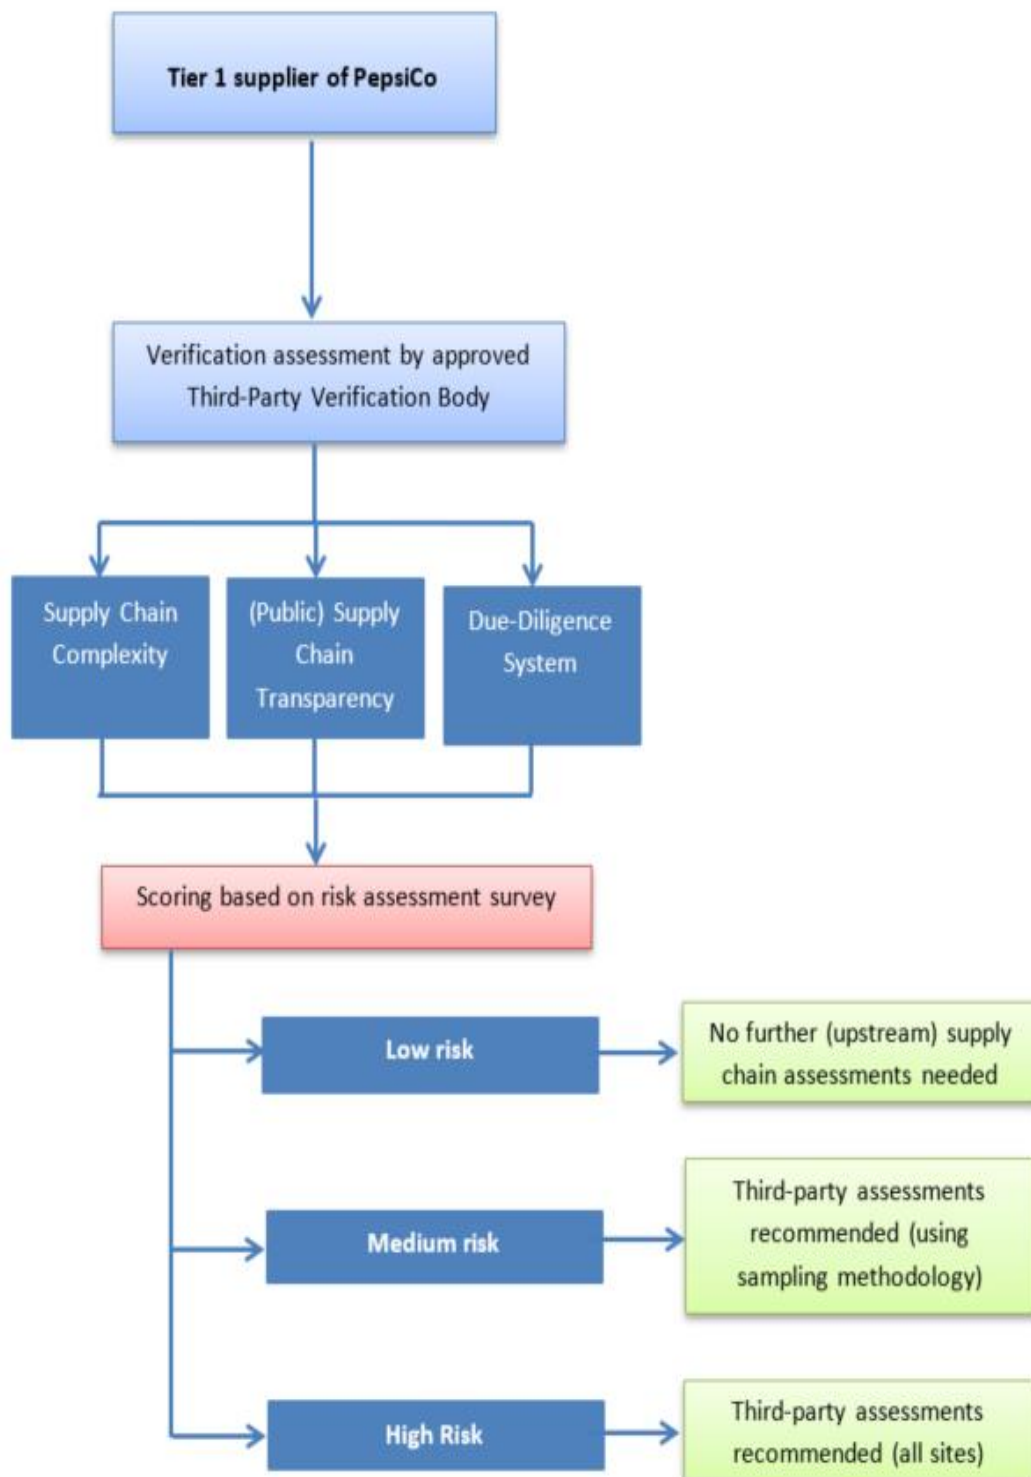 Tier 1 supplier of PepsiCo
Verification assessment by approved
Third-Party Verification Body
Supply Chain
Complexity
(Public) Supply
Chain
Transparency
Due-Diligence
System
Scoring based on risk assessment survey
Low risk
No further (upstream) supply
chain assessments needed
Medium risk
Third-party assessments
recommended (using
sampling methodology)
High Risk
Third-party assessments
recommended (all sites)